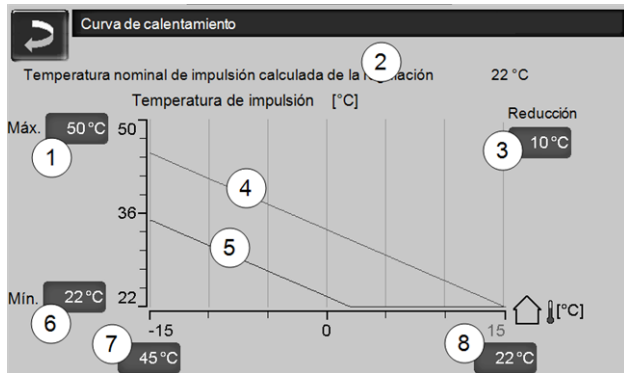 Curva de calentamiento
2
Temperatura nominal de impulsión calculada de la regulación 22 °C
Temperatura de impulsión [°C]
Reducción
Máx. 50 °C 50
10 °C
1
3
4
36
5
Mín. 22 °C 22
[°C]
6
-15 0 15
7
8
45 °C 22 °C